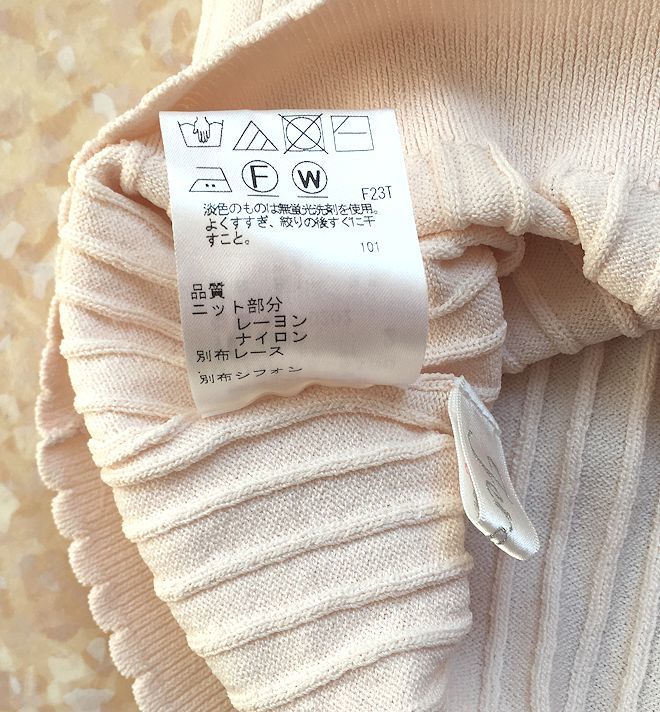 F W
F23T
淡色のものは無蛍光洗剤を使用。
よくすすぎ、絞りの後すぐに干
すこと。
101
品質
ニット部分
レーヨン
ナイロン
別布レース
別布シフォン